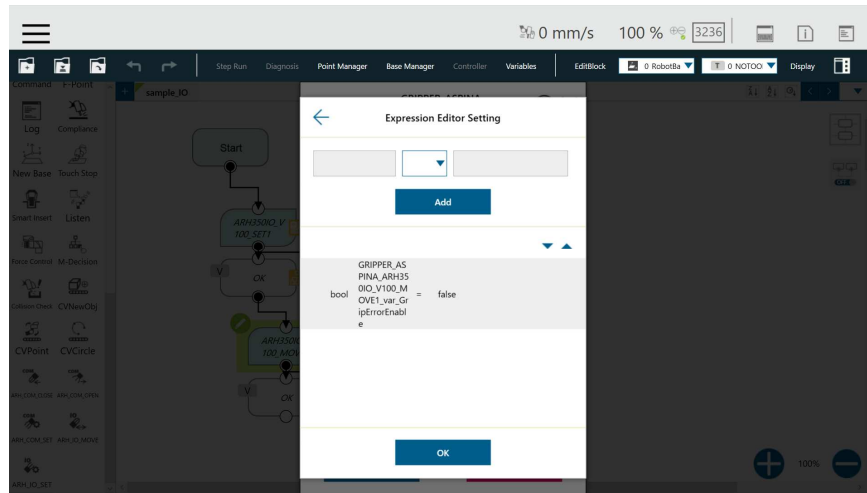 0 mm/s 100 % 3236
Step Run Diagnosis Point Manager Base Manager Controller Variables EditBlock 0 RobotBa T 0 NOTOO Display
Command F-Point + sample_IO
Log Compliance
New Base Touch Stop
Smart Insert Listen
Force Control M-Decision
Collision Check CVNewObj
CVPoint CVCircle
ARH_COM_CLOSE ARH_COM_OPEN
ARH_COM_SET ARH_IO_MOVE
ARH_IO_SET
Start
ARH350IO_V
100_SET1
V OK
ARH350IO
100_MOV
V OK
Expression Editor Setting
Add
bool
GRIPPER_AS
PINA_ARH35
0IO_V100_M
OVE1_var_Gr
ipErrorEnabl
e
= false
OK
100%